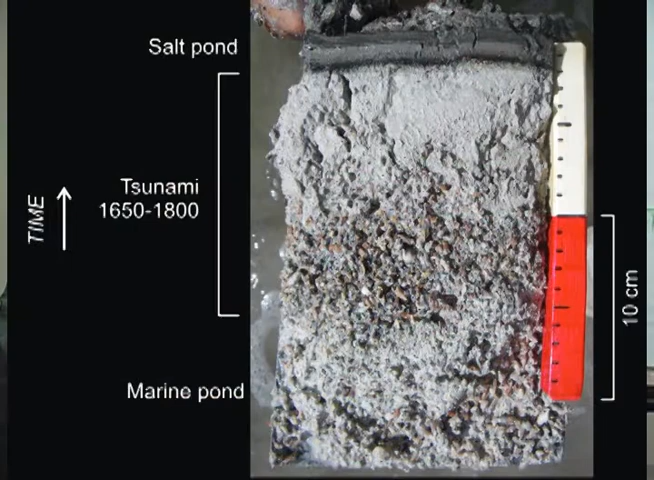 Salt pond
Tsunami
1650-1800
TIME
10 cm
Marine pond